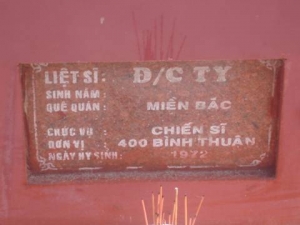 LIỆT SĨ: Đ/C TY
SINH NĂM:
QUÊ QUÁN: MIỀN BẮC
CHỨC VỤ: CHIẾN SĨ
ĐƠN VỊ: 400 BÌNH THUẬN
NGÀY HY SINH: 1972